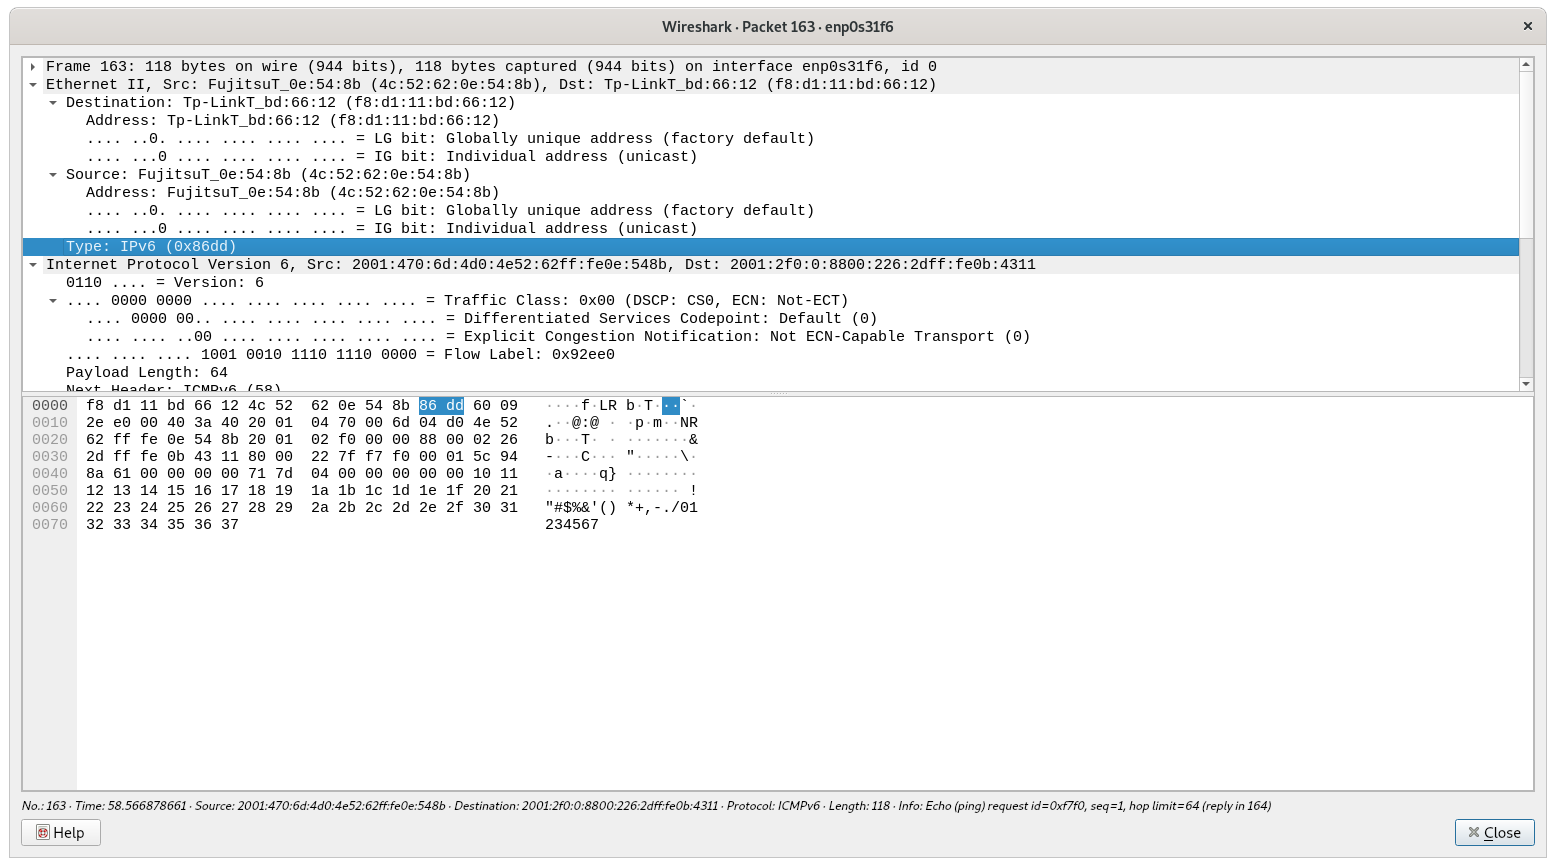 Wireshark · Packet 163 · enp0s31f6
Frame 163: 118 bytes on wire (944 bits), 118 bytes captured (944 bits) on interface enp0s31f6, id 0
Ethernet II, Src: FujitsuT_0e:54:8b (4c:52:62:0e:54:8b), Dst: Tp-LinkT_bd:66:12 (f8:d1:11:bd:66:12)
Destination: Tp-LinkT_bd:66:12 (f8:d1:11:bd:66:12)
Address: Tp-LinkT_bd:66:12 (f8:d1:11:bd:66:12)
.... ..0. .... .... .... .... = LG bit: Globally unique address (factory default)
.... ...0 .... .... .... .... = IG bit: Individual address (unicast)
Source: FujitsuT_0e:54:8b (4c:52:62:0e:54:8b)
Address: FujitsuT_0e:54:8b (4c:52:62:0e:54:8b)
.... ..0. .... .... .... .... = LG bit: Globally unique address (factory default)
.... ...0 .... .... .... .... = IG bit: Individual address (unicast)
Type: IPv6 (0x86dd)
Internet Protocol Version 6, Src: 2001:470:6d:4d0:4e52:62ff:fe0e:548b, Dst: 2001:2f0:0:8800:226:2dff:fe0b:4311
0110 .... = Version: 6
.... 0000 0000 .... .... .... .... .... = Traffic Class: 0x00 (DSCP: CS0, ECN: Not-ECT)
.... 0000 00.. .... .... .... .... .... = Differentiated Services Codepoint: Default (0)
.... .... ..00 .... .... .... .... .... = Explicit Congestion Notification: Not ECN-Capable Transport (0)
.... .... .... 1001 0010 1110 1110 0000 = Flow Label: 0x92ee0
Payload Length: 64
Next Header: ICMPv6 (58)
0000 f8 d1 11 bd 66 12 4c 52 62 0e 54 8b 86 dd 60 09 ····f·LR b·T···`·
0010 2e e0 00 40 3a 40 20 01 04 70 00 6d 04 d0 4e 52 .··@:@ · ·p·m··NR
0020 62 ff fe 0e 54 8b 20 01 02 f0 00 00 88 00 02 26 b···T· · ·······&
0030 2d ff fe 0b 43 11 80 00 22 7f f7 f0 00 01 5c 94 -···C··· "·····\·
0040 8a 61 00 00 00 00 71 7d 04 00 00 00 00 00 10 11 ·a····q} ········
0050 12 13 14 15 16 17 18 19 1a 1b 1c 1d 1e 1f 20 21 ········ ······ !
0060 22 23 24 25 26 27 28 29 2a 2b 2c 2d 2e 2f 30 31 "#$%&'() *+,-./01
0070 32 33 34 35 36 37 234567
No.: 163 · Time: 58.566878661 · Source: 2001:470:6d:4d0:4e52:62ff:fe0e:548b · Destination: 2001:2f0:0:8800:226:2dff:fe0b:4311 · Protocol: ICMPv6 · Length: 118 · Info: Echo (ping) request id=0xf7f0, seq=1, hop limit=64 (reply in 164)
Help
Close